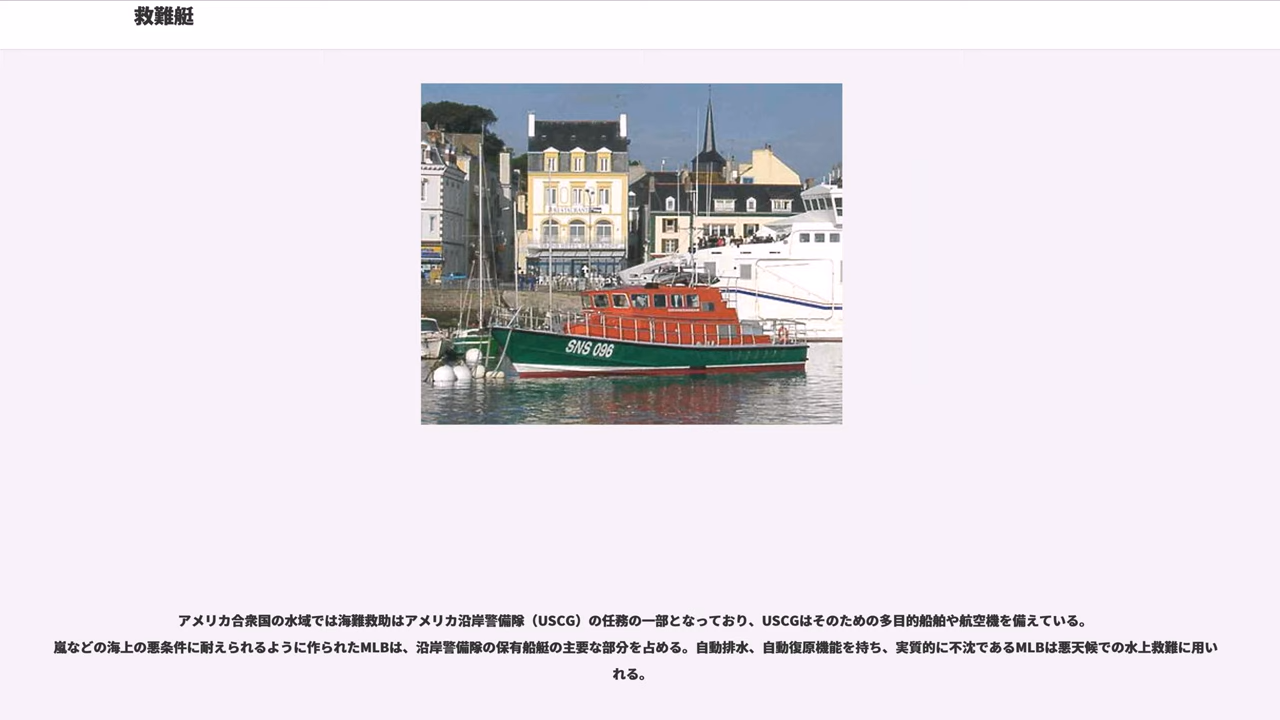 救難艇
RESTAURANT
SNS 096
アメリカ合衆国の水域では海難救助はアメリカ沿岸警備隊（USCG）の任務の一部となっており、USCGはそのための多目的船舶や航空機を備えている。
嵐などの海上の悪条件に耐えられるように作られたMLBは、沿岸警備隊の保有船艇の主要な部分を占める。自動排水、自動復原機能を持ち、実質的に不沈であるMLBは悪天候での水上救難に用い
れる。